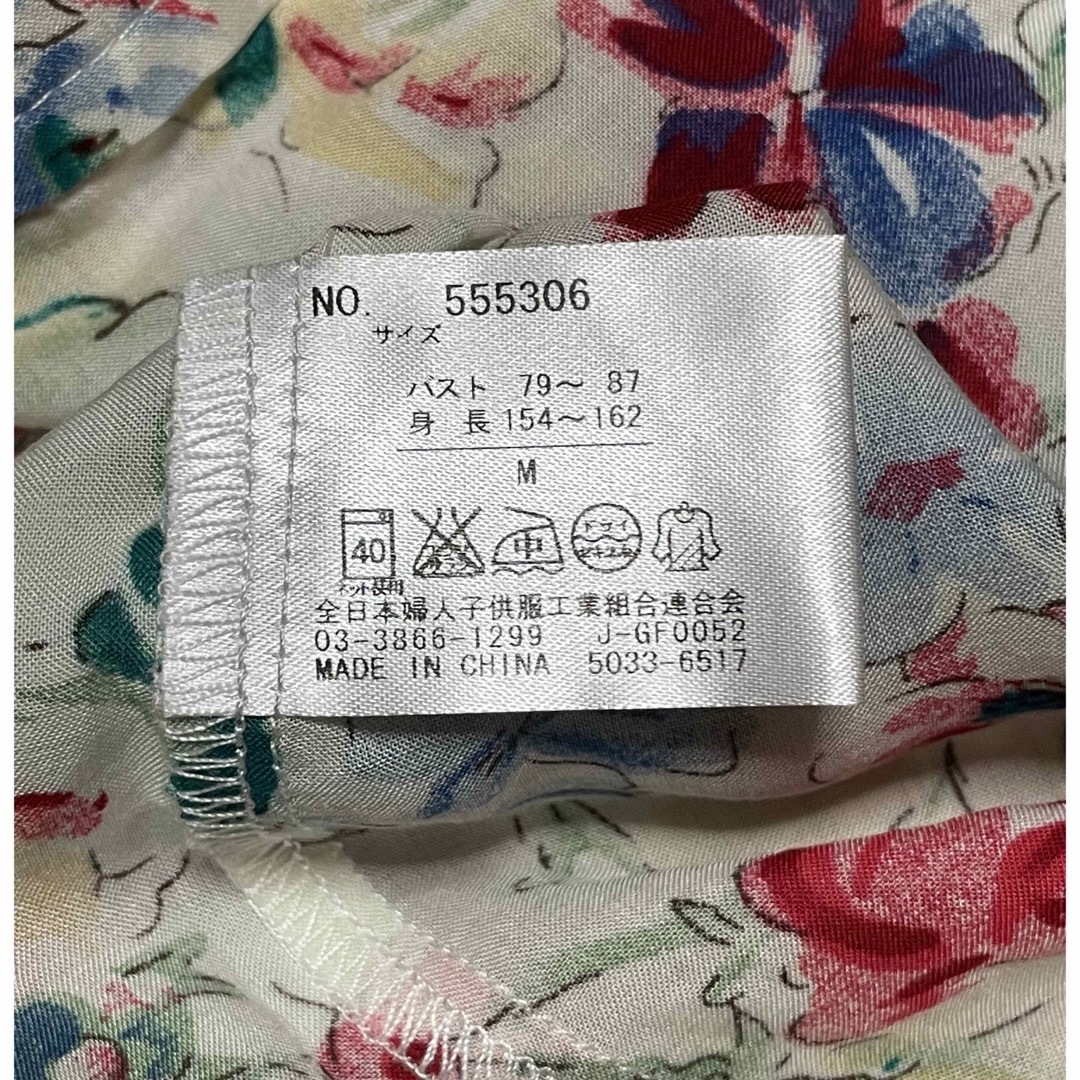 NO. 555306
サイズ
バスト 79〜 87
身 長 154〜162
M
40 中 ドライ
ネット使用
全日本婦人子供服工業組合連合会
03-3866-1299 J-GF0052
MADE IN CHINA 5033-6517